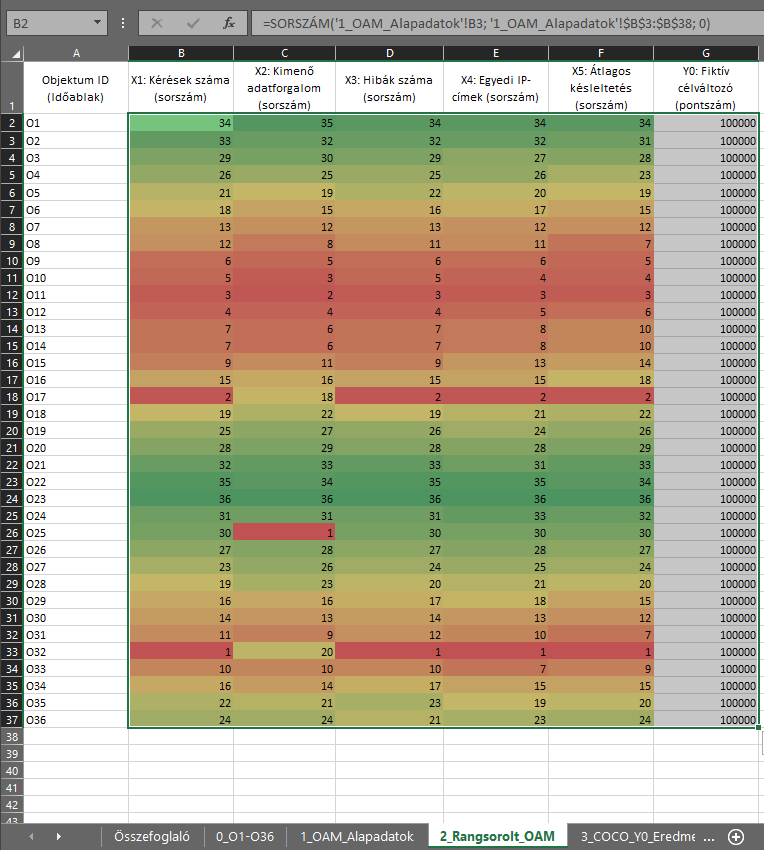 B2 fx =SORSZÁM('1_OAM_Alapadatok'!B3; '1_OAM_Alapadatok'!$B$3:$B$38; 0)
A B C D E F G
1 Objektum ID (Időablak) X1: Kérések száma (sorszám) X2: Kimenő adatforgalom (sorszám) X3: Hibák száma (sorszám) X4: Egyedi IP-címek (sorszám) X5: Átlagos késleltetés (sorszám) Y0: Fiktív célváltozó (pontszám)
2 O1 34 35 34 34 34 100000
3 O2 33 32 32 32 31 100000
4 O3 29 30 29 27 28 100000
5 O4 26 25 25 26 23 100000
6 O5 21 19 22 20 19 100000
7 O6 18 15 16 17 15 100000
8 O7 13 12 13 12 12 100000
9 O8 12 8 11 11 7 100000
10 O9 6 5 6 6 5 100000
11 O10 5 3 5 4 4 100000
12 O11 3 2 3 3 3 100000
13 O12 4 4 4 5 6 100000
14 O13 7 6 7 8 10 100000
15 O14 7 6 7 8 10 100000
16 O15 9 11 9 13 14 100000
17 O16 15 16 15 15 18 100000
18 O17 2 18 2 2 2 100000
19 O18 19 22 19 21 22 100000
20 O19 25 27 26 24 26 100000
21 O20 28 29 28 28 29 100000
22 O21 32 33 33 31 33 100000
23 O22 35 34 35 35 34 100000
24 O23 36 36 36 36 36 100000
25 O24 31 31 31 33 32 100000
26 O25 30 1 30 30 30 100000
27 O26 27 28 27 28 27 100000
28 O27 23 26 24 25 24 100000
29 O28 19 23 20 21 20 100000
30 O29 16 16 17 18 15 100000
31 O30 14 13 14 13 12 100000
32 O31 11 9 12 10 7 100000
33 O32 1 20 1 1 1 100000
34 O33 10 10 10 7 9 100000
35 O34 16 14 17 15 15 100000
36 O35 22 21 23 19 20 100000
37 O36 24 24 21 23 24 100000
38
39
40
41
42
43
Összefoglaló 0_O1-O36 1_OAM_Alapadatok 2_Rangsorolt_OAM 3_COCO_Y0_Eredme ...